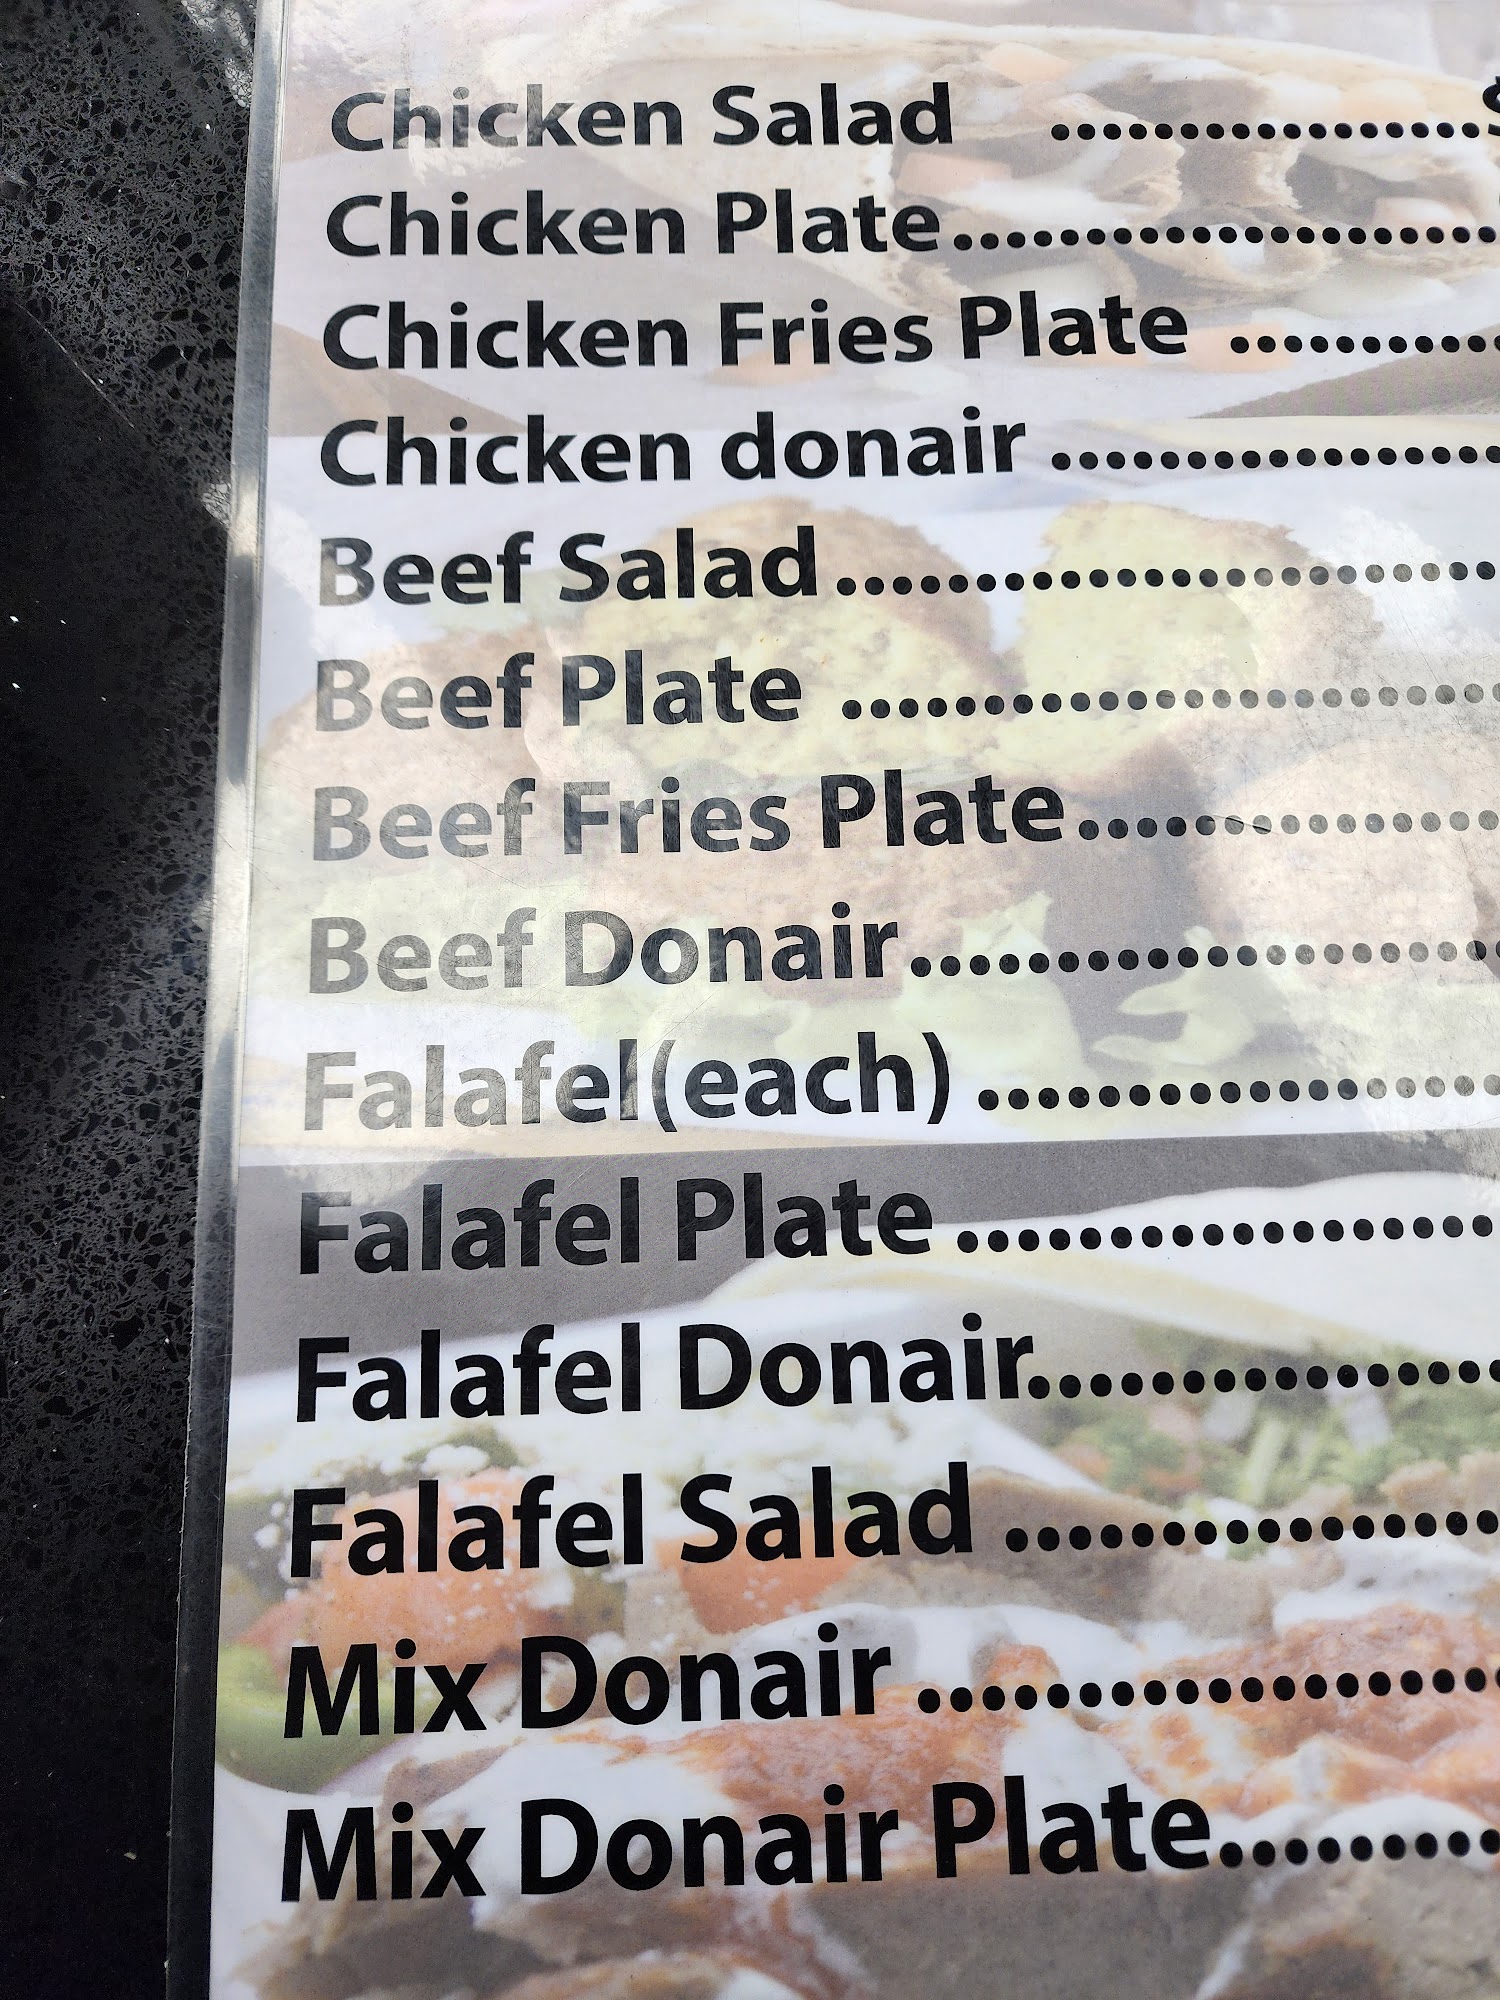 Chicken Salad ..................
Chicken Plate.....................
Chicken Fries Plate ..........
Chicken donair .................
Beef Salad.......................
Beef Plate .......................
Beef Fries Plate...............
Beef Donair....................
Falafel(each) ..................
Falafel Plate ..................
Falafel Donair................
Falafel Salad ................
Mix Donair ..................
Mix Donair Plate.........